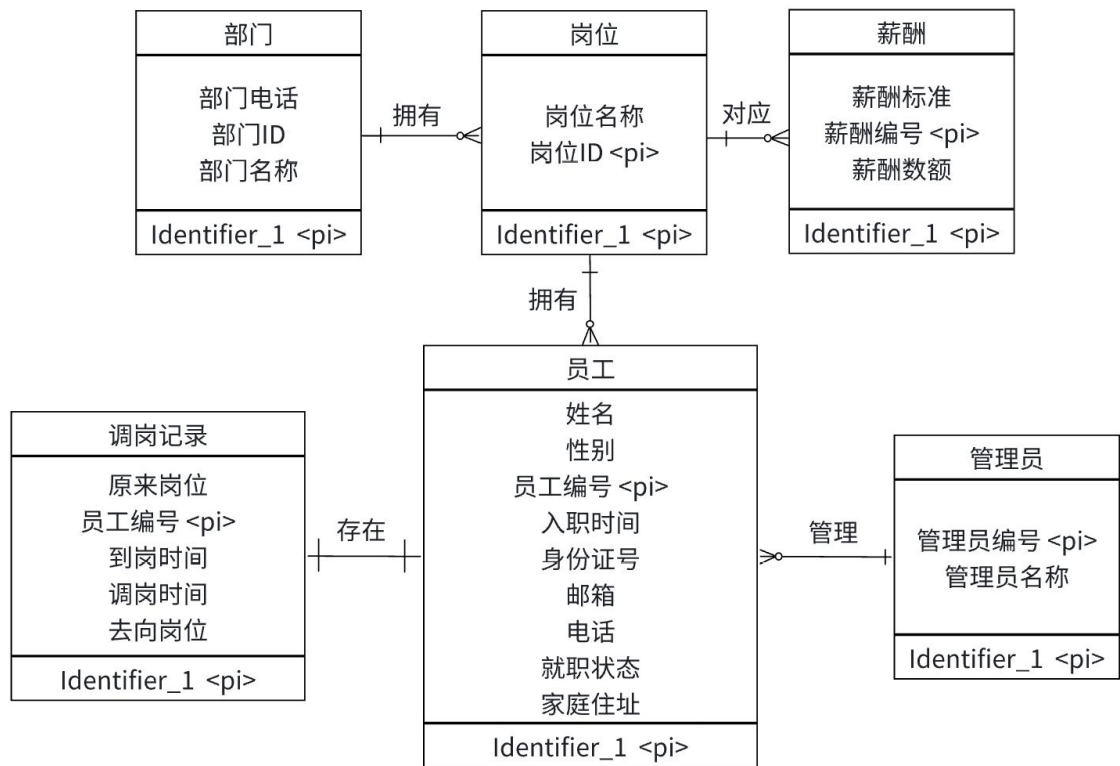 部门
部门电话
部门ID
部门名称
Identifier_1 <pi>
拥有
岗位
岗位名称
岗位ID <pi>
Identifier_1 <pi>
对应
薪酬
薪酬标准
薪酬编号 <pi>
薪酬数额
Identifier_1 <pi>
拥有
员工
姓名
性别
员工编号 <pi>
入职时间
身份证号
邮箱
电话
就职状态
家庭住址
Identifier_1 <pi>
调岗记录
原来岗位
员工编号 <pi>
到岗时间
调岗时间
去向岗位
Identifier_1 <pi>
存在
管理
管理员
管理员编号 <pi>
管理员名称
Identifier_1 <pi>